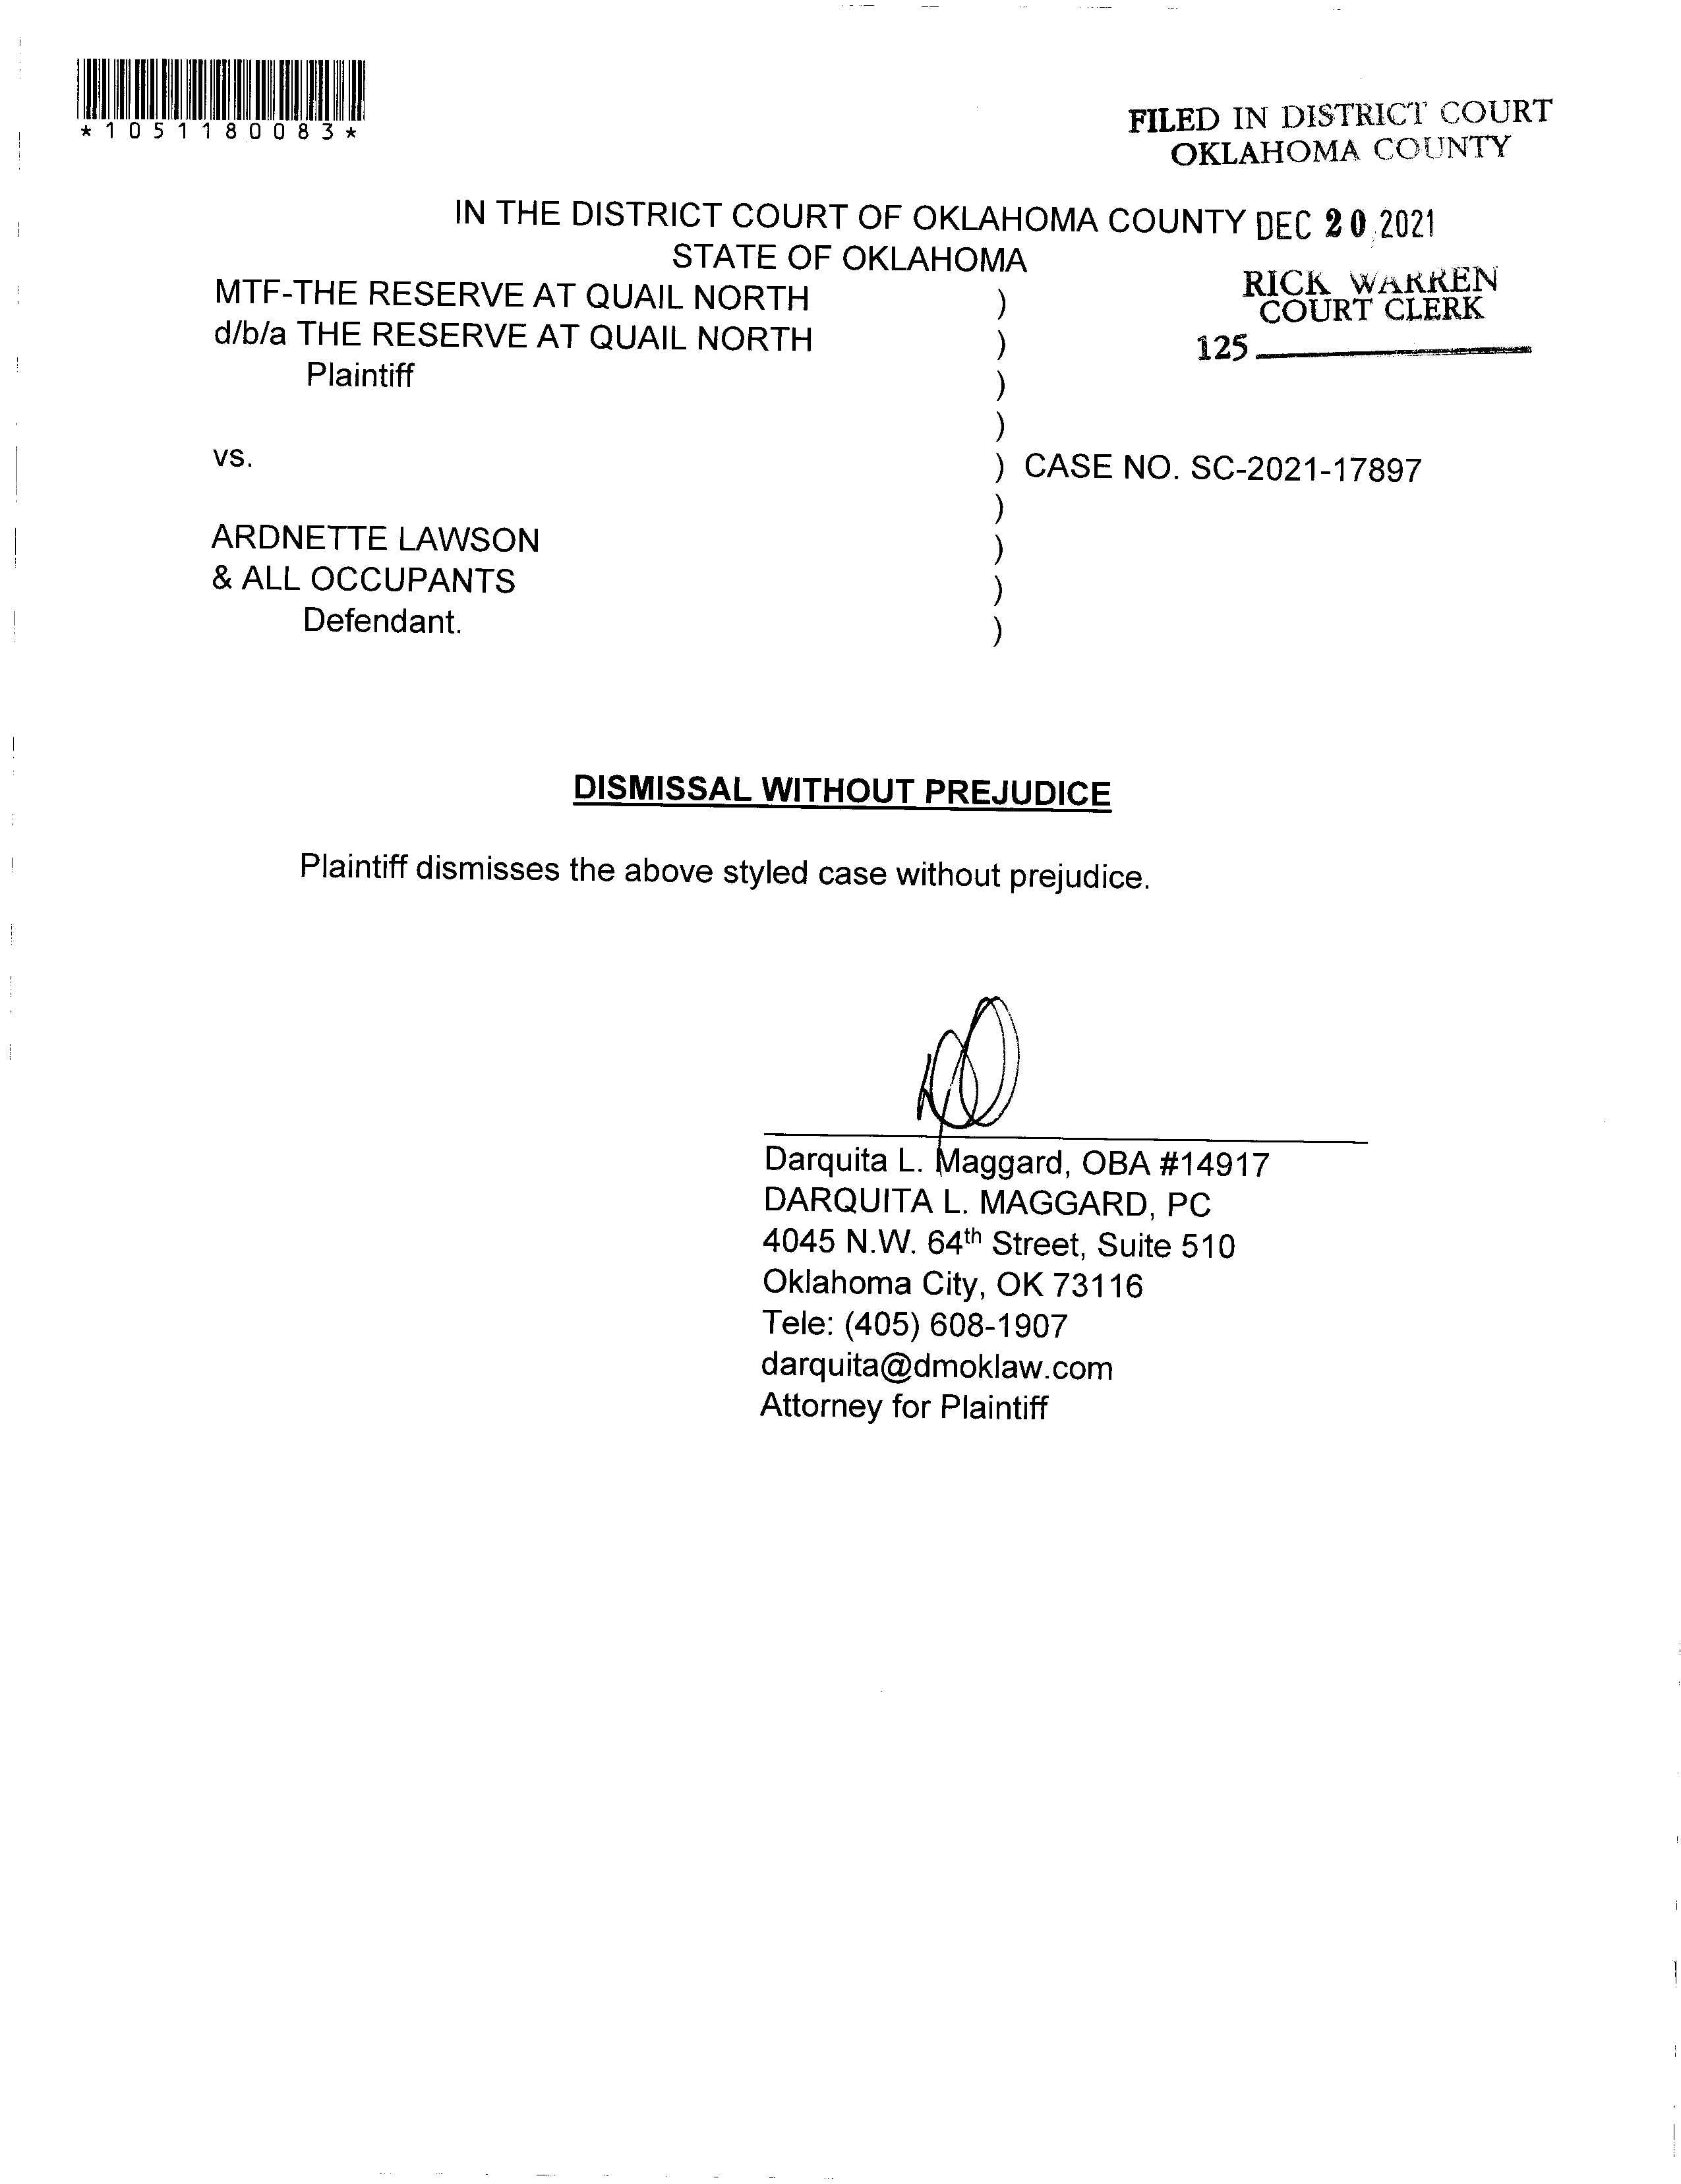 *1051180083*
FILED IN DISTRICT COURT
OKLAHOMA COUNTY
IN THE DISTRICT COURT OF OKLAHOMA COUNTY DEC 20 2021
STATE OF OKLAHOMA
RICK WARREN
COURT CLERK
125
MTF-THE RESERVE AT QUAIL NORTH )
d/b/a THE RESERVE AT QUAIL NORTH )
Plaintiff )
)
vs. ) CASE NO. SC-2021-17897
)
ARDNETTE LAWSON )
& ALL OCCUPANTS )
Defendant. )
DISMISSAL WITHOUT PREJUDICE
Plaintiff dismisses the above styled case without prejudice.
Darquita L. Maggard, OBA #14917
DARQUITA L. MAGGARD, PC
4045 N.W. 64th Street, Suite 510
Oklahoma City, OK 73116
Tele: (405) 608-1907
darquita@dmoklaw.com
Attorney for Plaintiff